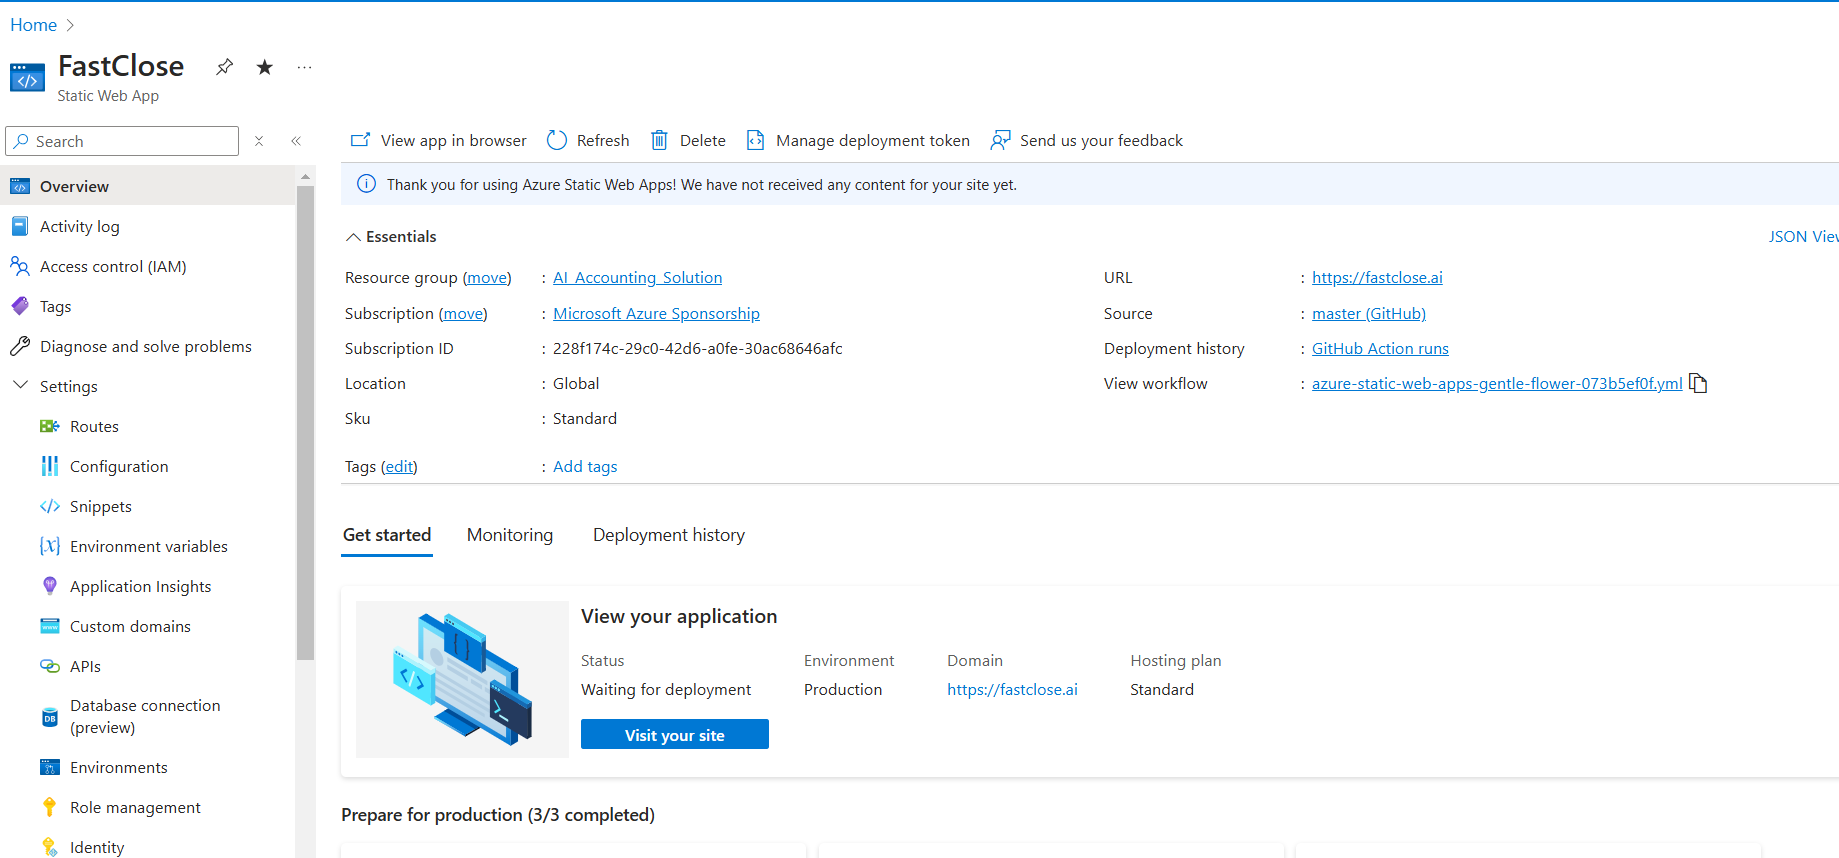 Home
FastClose
Static Web App
Search
Overview
Activity log
Access control (IAM)
Tags
Diagnose and solve problems
Settings
Routes
Configuration
Snippets
Environment variables
Application Insights
Custom domains
APIs
Database connection
(preview)
Environments
Role management
Identity
View app in browser Refresh Delete Manage deployment token Send us your feedback
Thank you for using Azure Static Web Apps! We have not received any content for your site yet.
Essentials
JSON View
Resource group (move) : AI_Accounting_Solution
Subscription (move) : Microsoft Azure Sponsorship
Subscription ID : 228f174c-29c0-42d6-a0fe-30ac68646afc
Location : Global
Sku : Standard
Tags (edit) : Add tags
URL : https://fastclose.ai
Source : master (GitHub)
Deployment history : GitHub Action runs
View workflow : azure-static-web-apps-gentle-flower-073b5ef0f.yml
Get started Monitoring Deployment history
View your application
Status Environment Domain Hosting plan
Waiting for deployment Production https://fastclose.ai Standard
Visit your site
Prepare for production (3/3 completed)